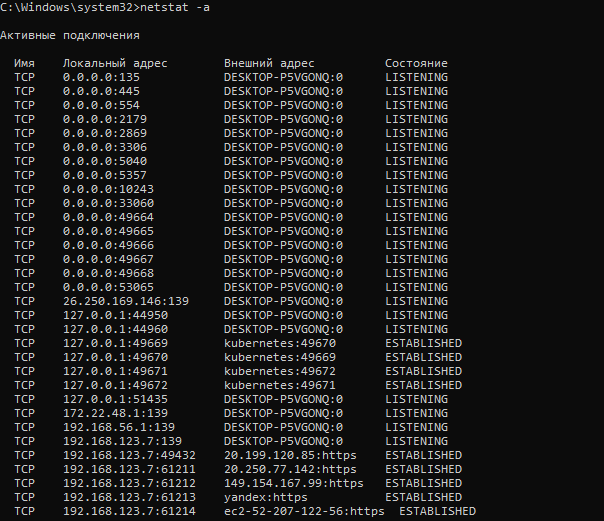 C:\Windows\system32>netstat -a
Активные подключения
Имя Локальный адрес Внешний адрес Состояние
TCP 0.0.0.0:135 DESKTOP-P5VGONQ:0 LISTENING
TCP 0.0.0.0:445 DESKTOP-P5VGONQ:0 LISTENING
TCP 0.0.0.0:554 DESKTOP-P5VGONQ:0 LISTENING
TCP 0.0.0.0:2179 DESKTOP-P5VGONQ:0 LISTENING
TCP 0.0.0.0:2869 DESKTOP-P5VGONQ:0 LISTENING
TCP 0.0.0.0:3306 DESKTOP-P5VGONQ:0 LISTENING
TCP 0.0.0.0:5040 DESKTOP-P5VGONQ:0 LISTENING
TCP 0.0.0.0:5357 DESKTOP-P5VGONQ:0 LISTENING
TCP 0.0.0.0:10243 DESKTOP-P5VGONQ:0 LISTENING
TCP 0.0.0.0:33060 DESKTOP-P5VGONQ:0 LISTENING
TCP 0.0.0.0:49664 DESKTOP-P5VGONQ:0 LISTENING
TCP 0.0.0.0:49665 DESKTOP-P5VGONQ:0 LISTENING
TCP 0.0.0.0:49666 DESKTOP-P5VGONQ:0 LISTENING
TCP 0.0.0.0:49667 DESKTOP-P5VGONQ:0 LISTENING
TCP 0.0.0.0:49668 DESKTOP-P5VGONQ:0 LISTENING
TCP 0.0.0.0:53065 DESKTOP-P5VGONQ:0 LISTENING
TCP 26.250.169.146:139 DESKTOP-P5VGONQ:0 LISTENING
TCP 127.0.0.1:44950 DESKTOP-P5VGONQ:0 LISTENING
TCP 127.0.0.1:44960 DESKTOP-P5VGONQ:0 LISTENING
TCP 127.0.0.1:49669 kubernetes:49670 ESTABLISHED
TCP 127.0.0.1:49670 kubernetes:49669 ESTABLISHED
TCP 127.0.0.1:49671 kubernetes:49672 ESTABLISHED
TCP 127.0.0.1:49672 kubernetes:49671 ESTABLISHED
TCP 127.0.0.1:51435 DESKTOP-P5VGONQ:0 LISTENING
TCP 172.22.48.1:139 DESKTOP-P5VGONQ:0 LISTENING
TCP 192.168.56.1:139 DESKTOP-P5VGONQ:0 LISTENING
TCP 192.168.123.7:139 DESKTOP-P5VGONQ:0 LISTENING
TCP 192.168.123.7:49432 20.199.120.85:https ESTABLISHED
TCP 192.168.123.7:61211 20.250.77.142:https ESTABLISHED
TCP 192.168.123.7:61212 149.154.167.99:https ESTABLISHED
TCP 192.168.123.7:61213 yandex:https ESTABLISHED
TCP 192.168.123.7:61214 ec2-52-207-122-56:https ESTABLISHED